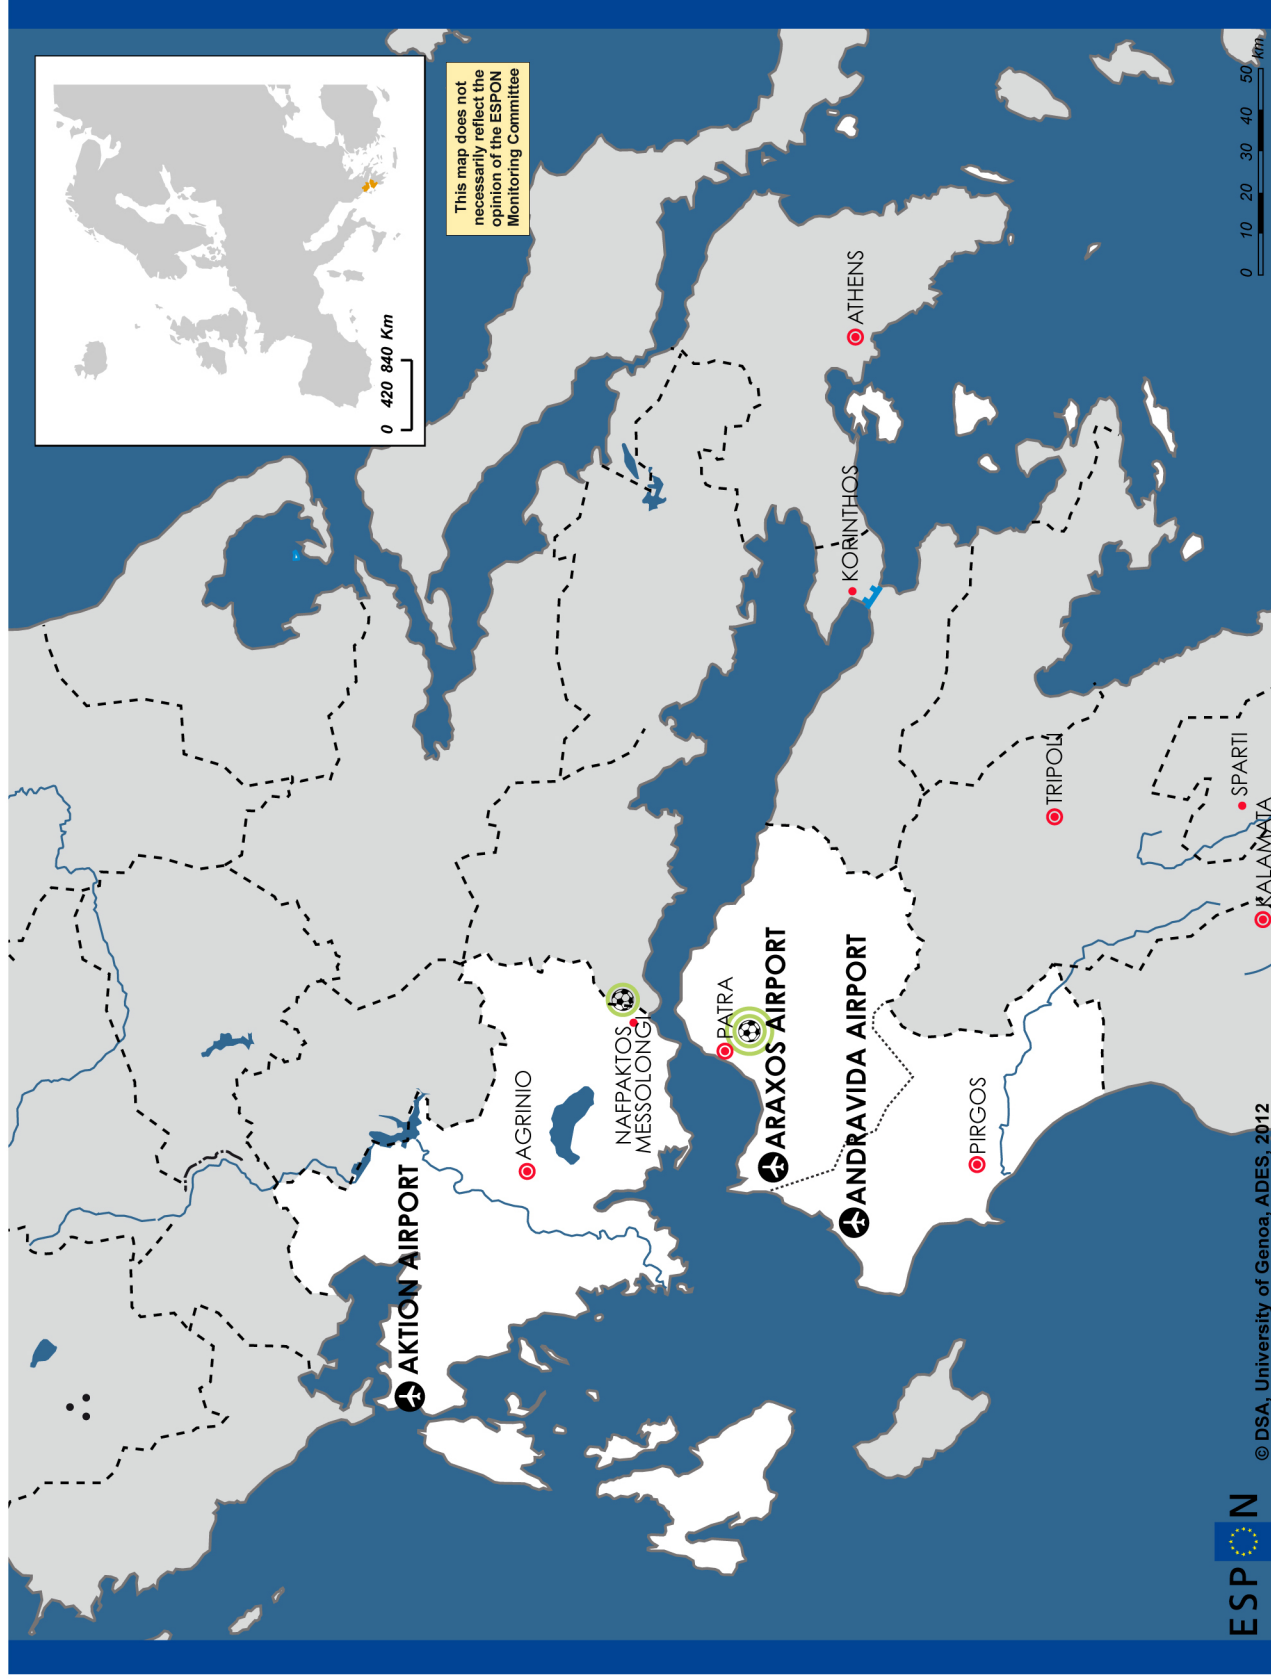 0 420 840 Km
This map does not
necessarily reflect the
opinion of the ESPON
Monitoring Committee
AKTION AIRPORT
AGRINIO
NAFPAKTOS
MESSOLONGI
PATRA
ARAXOS AIRPORT
ANDRAVIDA AIRPORT
PIRGOS
KORINTHOS
ATHENS
TRIPOLI
SPARTI
KALAMATA
ESPON
© DSA, University of Genoa, ADES, 2012
0 10 20 30 40 50 km